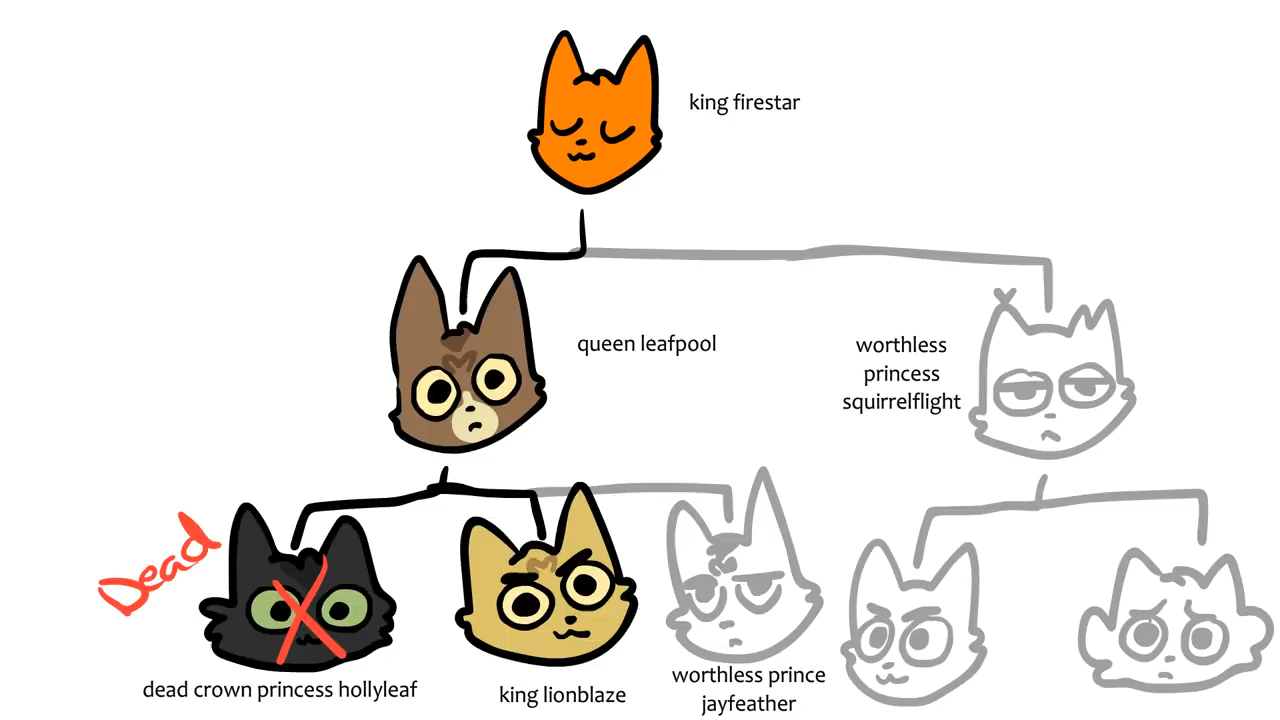 king firestar
queen leafpool
worthless
princess
squirrelflight
Dead
dead crown princess hollyleaf
king lionblaze
worthless prince
jayfeather